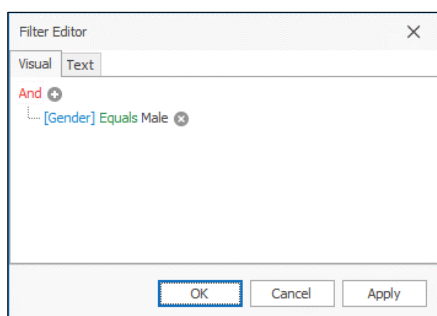 Filter Editor
Visual Text
And
[Gender] Equals Male
OK Cancel Apply